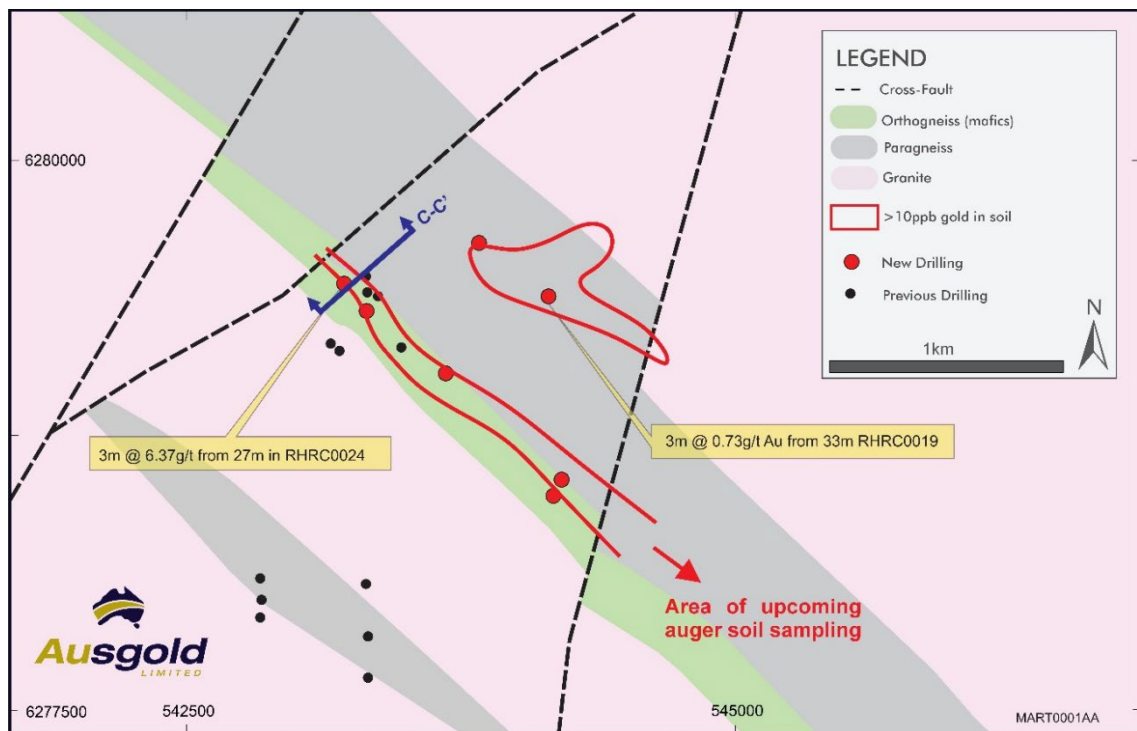 LEGEND
Cross-Fault
Orthogneiss (mafics)
Paragneiss
Granite
>10ppb gold in soil
New Drilling
Previous Drilling
N
1km
6280000
C-C'
3m @ 6.37g/t from 27m in RHRC0024
3m @ 0.73g/t Au from 33m RHRC0019
Area of upcoming
auger soil sampling
Ausgold
LIMITED
6277500
542500
545000
MART0001AA